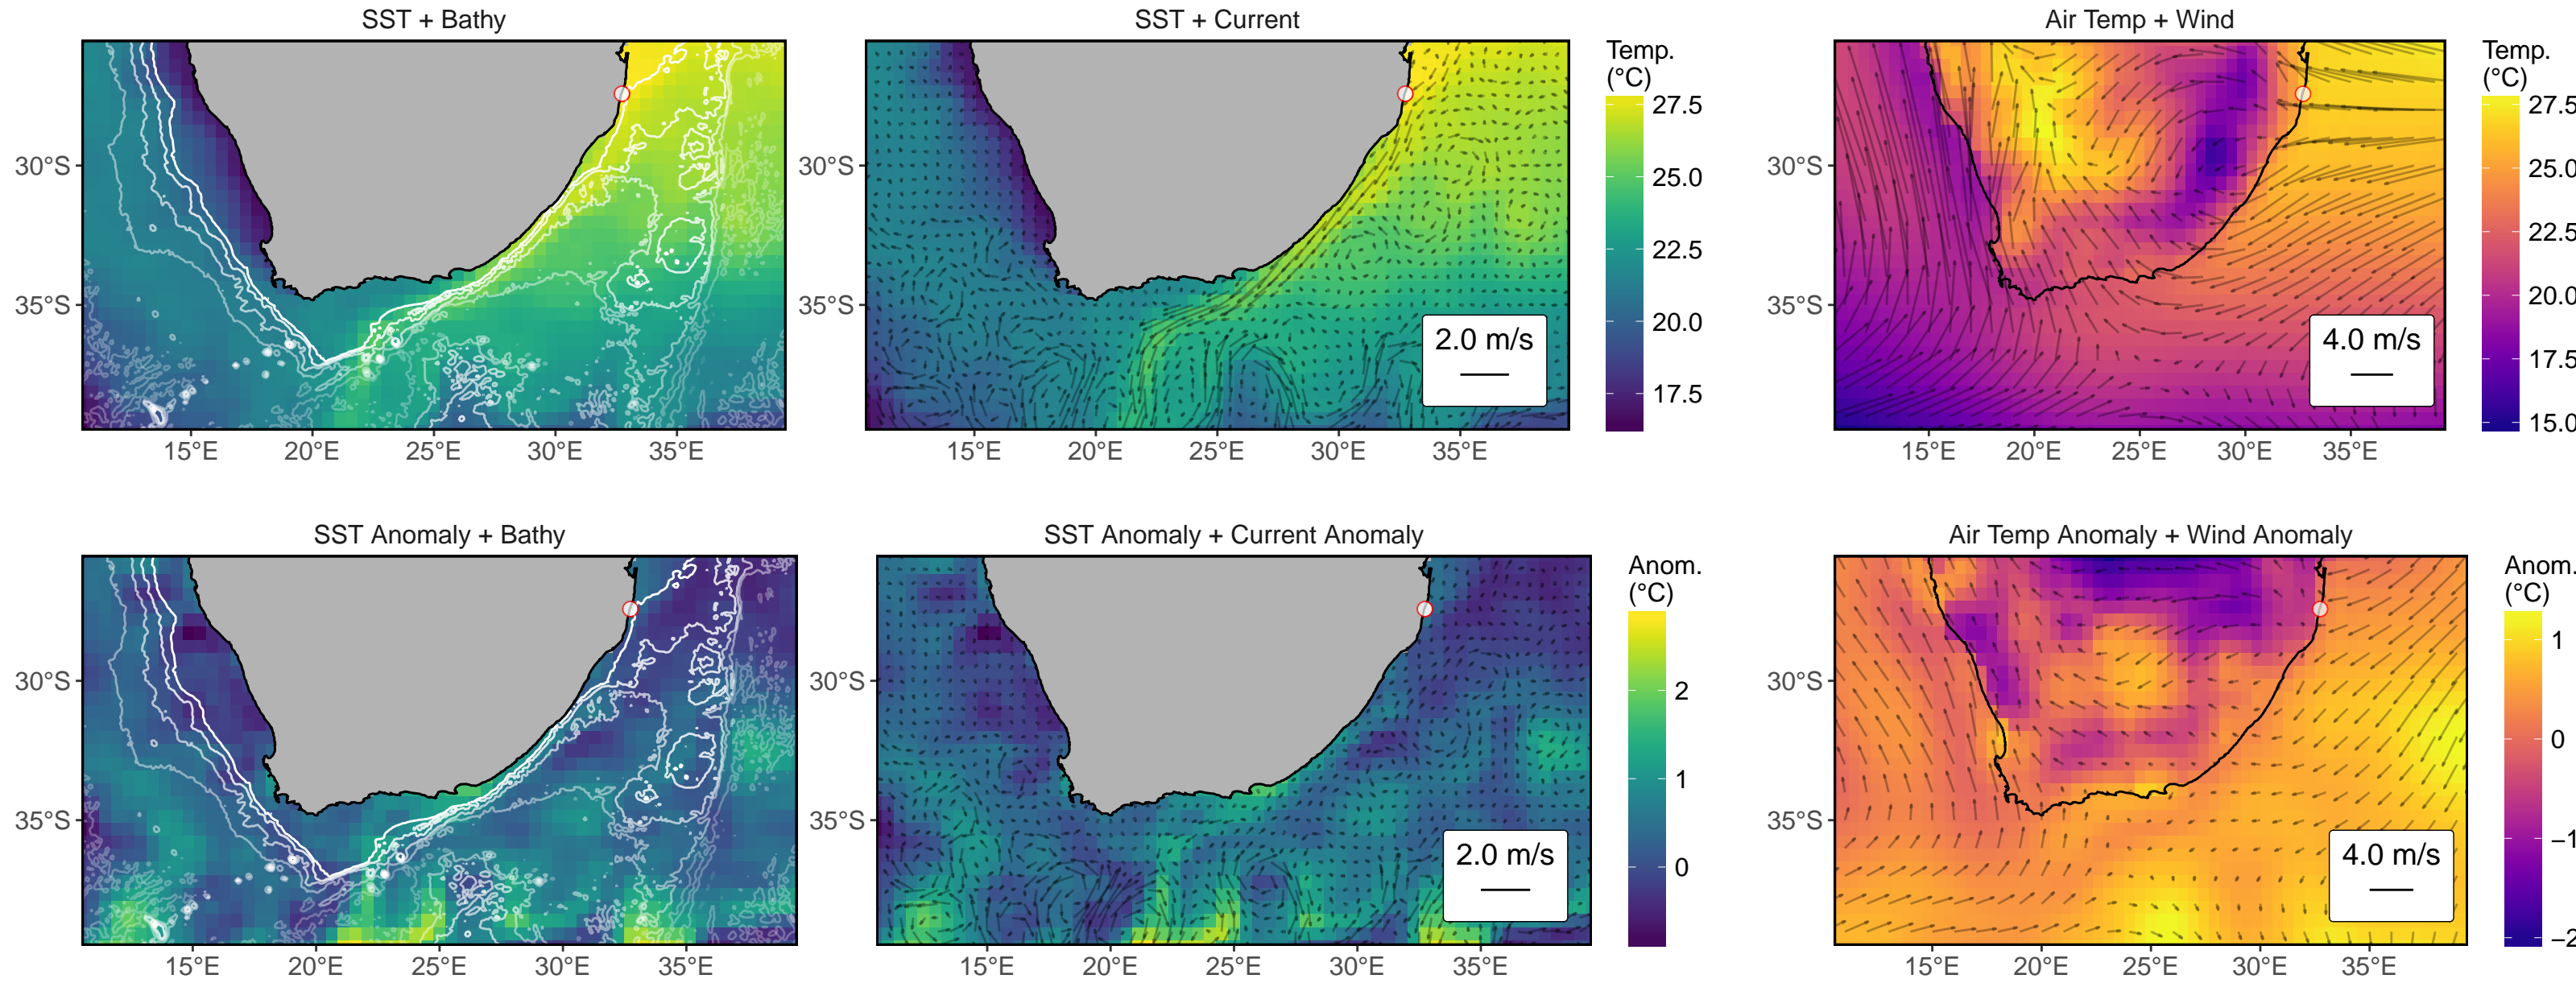 SST + Bathy
SST + Current
Air Temp + Wind
30°S
35°S
15°E 20°E 25°E 30°E 35°E
30°S
35°S
2.0 m/s
15°E 20°E 25°E 30°E 35°E
Temp.
(°C)
27.5
25.0
22.5
20.0
17.5
30°S
35°S
4.0 m/s
15°E 20°E 25°E 30°E 35°E
Temp.
(°C)
27.5
25.0
22.5
20.0
17.5
15.0
SST Anomaly + Bathy
SST Anomaly + Current Anomaly
Air Temp Anomaly + Wind Anomaly
30°S
35°S
15°E 20°E 25°E 30°E 35°E
30°S
35°S
2.0 m/s
15°E 20°E 25°E 30°E 35°E
Anom.
(°C)
2
1
0
30°S
35°S
4.0 m/s
15°E 20°E 25°E 30°E 35°E
Anom.
(°C)
1
0
−1
−2